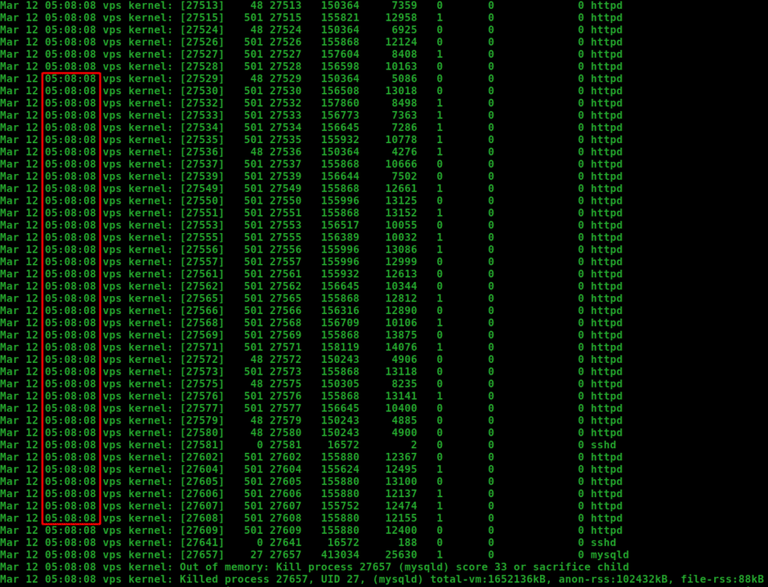 Mar 12 05:08:08 vps kernel: [27513]    48 27513   150364     7359   0       0             0 httpd
Mar 12 05:08:08 vps kernel: [27515]   501 27515   155821    12958   1       0             0 httpd
Mar 12 05:08:08 vps kernel: [27524]    48 27524   150364     6925   0       0             0 httpd
Mar 12 05:08:08 vps kernel: [27526]   501 27526   155868    12124   0       0             0 httpd
Mar 12 05:08:08 vps kernel: [27527]   501 27527   157604     8408   1       0             0 httpd
Mar 12 05:08:08 vps kernel: [27528]   501 27528   156598    10163   0       0             0 httpd
Mar 12 05:08:08 vps kernel: [27529]    48 27529   150364     5086   0       0             0 httpd
Mar 12 05:08:08 vps kernel: [27530]   501 27530   156508    13018   0       0             0 httpd
Mar 12 05:08:08 vps kernel: [27532]   501 27532   157860     8498   1       0             0 httpd
Mar 12 05:08:08 vps kernel: [27533]   501 27533   156773     7363   1       0             0 httpd
Mar 12 05:08:08 vps kernel: [27534]   501 27534   156645     7286   1       0             0 httpd
Mar 12 05:08:08 vps kernel: [27535]   501 27535   155932    10778   1       0             0 httpd
Mar 12 05:08:08 vps kernel: [27536]    48 27536   150364     4276   1       0             0 httpd
Mar 12 05:08:08 vps kernel: [27537]   501 27537   155868    10666   0       0             0 httpd
Mar 12 05:08:08 vps kernel: [27539]   501 27539   156644     7502   0       0             0 httpd
Mar 12 05:08:08 vps kernel: [27549]   501 27549   155868    12661   1       0             0 httpd
Mar 12 05:08:08 vps kernel: [27550]   501 27550   155996    13125   0       0             0 httpd
Mar 12 05:08:08 vps kernel: [27551]   501 27551   155868    13152   1       0             0 httpd
Mar 12 05:08:08 vps kernel: [27553]   501 27553   156517    10055   0       0             0 httpd
Mar 12 05:08:08 vps kernel: [27555]   501 27555   156389    10032   1       0             0 httpd
Mar 12 05:08:08 vps kernel: [27556]   501 27556   155996    13086   1       0             0 httpd
Mar 12 05:08:08 vps kernel: [27557]   501 27557   155996    12999   0       0             0 httpd
Mar 12 05:08:08 vps kernel: [27561]   501 27561   155932    12613   0       0             0 httpd
Mar 12 05:08:08 vps kernel: [27562]   501 27562   156645    10344   0       0             0 httpd
Mar 12 05:08:08 vps kernel: [27565]   501 27565   155868    12812   1       0             0 httpd
Mar 12 05:08:08 vps kernel: [27566]   501 27566   156316    12890   0       0             0 httpd
Mar 12 05:08:08 vps kernel: [27568]   501 27568   156709    10106   1       0             0 httpd
Mar 12 05:08:08 vps kernel: [27569]   501 27569   155868    13875   0       0             0 httpd
Mar 12 05:08:08 vps kernel: [27571]   501 27571   158119    14076   1       0             0 httpd
Mar 12 05:08:08 vps kernel: [27572]    48 27572   150243     4906   0       0             0 httpd
Mar 12 05:08:08 vps kernel: [27573]   501 27573   155868    13118   0       0             0 httpd
Mar 12 05:08:08 vps kernel: [27575]    48 27575   150305     8235   0       0             0 httpd
Mar 12 05:08:08 vps kernel: [27576]   501 27576   155868    13141   1       0             0 httpd
Mar 12 05:08:08 vps kernel: [27577]   501 27577   156645    10400   0       0             0 httpd
Mar 12 05:08:08 vps kernel: [27579]    48 27579   150243     4885   0       0             0 httpd
Mar 12 05:08:08 vps kernel: [27580]    48 27580   150243     4900   0       0             0 httpd
Mar 12 05:08:08 vps kernel: [27581]     0 27581    16572        2   0       0             0 sshd
Mar 12 05:08:08 vps kernel: [27602]   501 27602   155880    12367   0       0             0 httpd
Mar 12 05:08:08 vps kernel: [27604]   501 27604   155624    12495   1       0             0 httpd
Mar 12 05:08:08 vps kernel: [27605]   501 27605   155880    13100   0       0             0 httpd
Mar 12 05:08:08 vps kernel: [27606]   501 27606   155880    12137   1       0             0 httpd
Mar 12 05:08:08 vps kernel: [27607]   501 27607   155752    12474   1       0             0 httpd
Mar 12 05:08:08 vps kernel: [27608]   501 27608   155880    12155   1       0             0 httpd
Mar 12 05:08:08 vps kernel: [27609]   501 27609   155880    12400   0       0             0 httpd
Mar 12 05:08:08 vps kernel: [27641]     0 27641    16572      188   0       0             0 sshd
Mar 12 05:08:08 vps kernel: [27657]    27 27657   413034    25630   1       0             0 mysqld
Mar 12 05:08:08 vps kernel: Out of memory: Kill process 27657 (mysqld) score 33 or sacrifice child
Mar 12 05:08:08 vps kernel: Killed process 27657, UID 27, (mysqld) total-vm:1652136kB, anon-rss:102432kB, file-rss:88kB